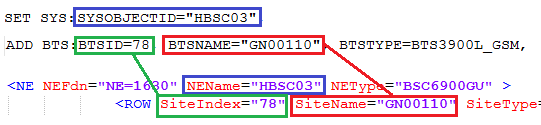 SET SYS:SYSOBJECTID="HBSC03"
ADD BTS:BTSID=78 BTSNAME="GN00110" BTSTYPE=BTS3900L_GSM,
<NE NEFdn="NE=1630" NEName="HBSC03" NEType="BSC6900GU" >
<ROW SiteIndex="78" SiteName="GN00110" SiteType=